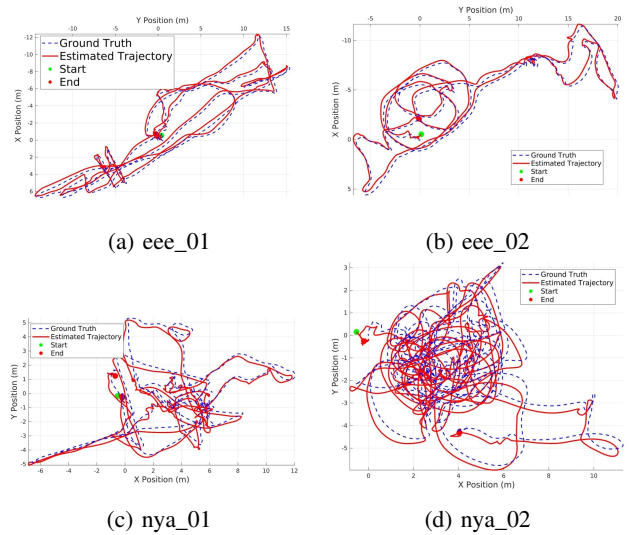 Y Position (m)
-10 -5 0 5 10 15
-12
-10
-8
-6
-4
-2
0
2
4
6
X Position (m)
Ground Truth
Estimated Trajectory
Start
End
(a) eee_01
Y Position (m)
-5 0 5 10 15 20
-10
-5
0
5
X Position (m)
Ground Truth
Estimated Trajectory
Start
End
(b) eee_02
5
4
3
2
1
0
-1
-2
-3
-4
-5
Y Position (m)
Ground Truth
Estimated Trajectory
Start
End
-6 -4 -2 0 2 4 6 8 10 12
X Position (m)
(c) nya_01
3
2
1
0
-1
-2
-3
-4
-5
Y Position (m)
Ground Truth
Estimated Trajectory
Start
End
0 2 4 6 8 10
X Position (m)
(d) nya_02